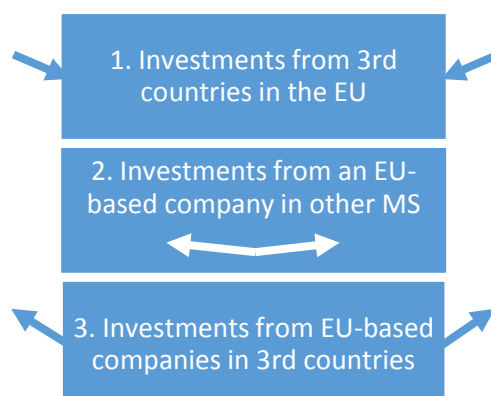 1. Investments from 3rd
countries in the EU
2. Investments from an EU-
based company in other MS
3. Investments from EU-based
companies in 3rd countries